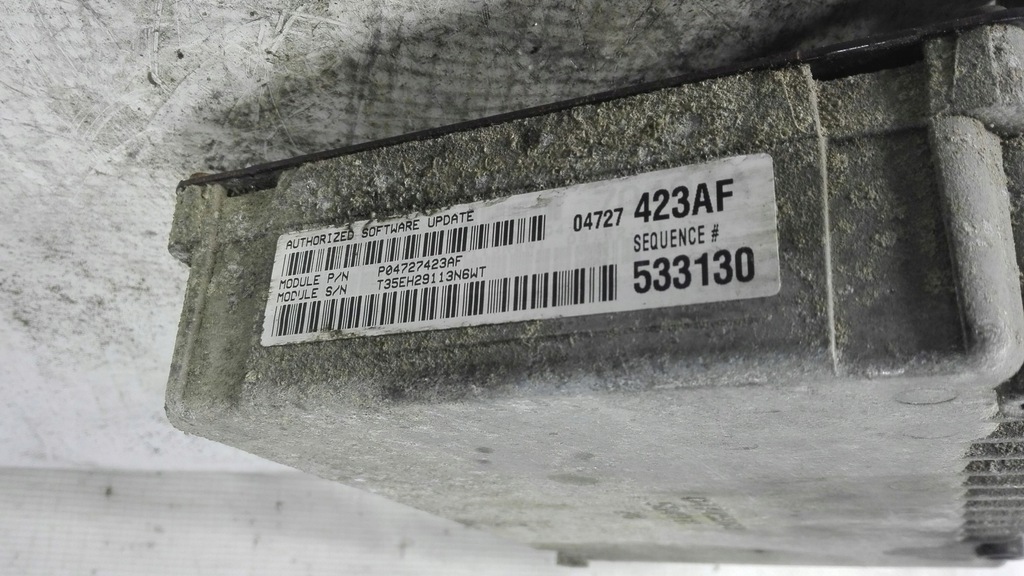 AUTHORIZED SOFTWARE UPDATE
04727 423AF
MODULE P/N P04727423AF
MODULE S/N T35EH29113N6WT
SEQUENCE #
533130